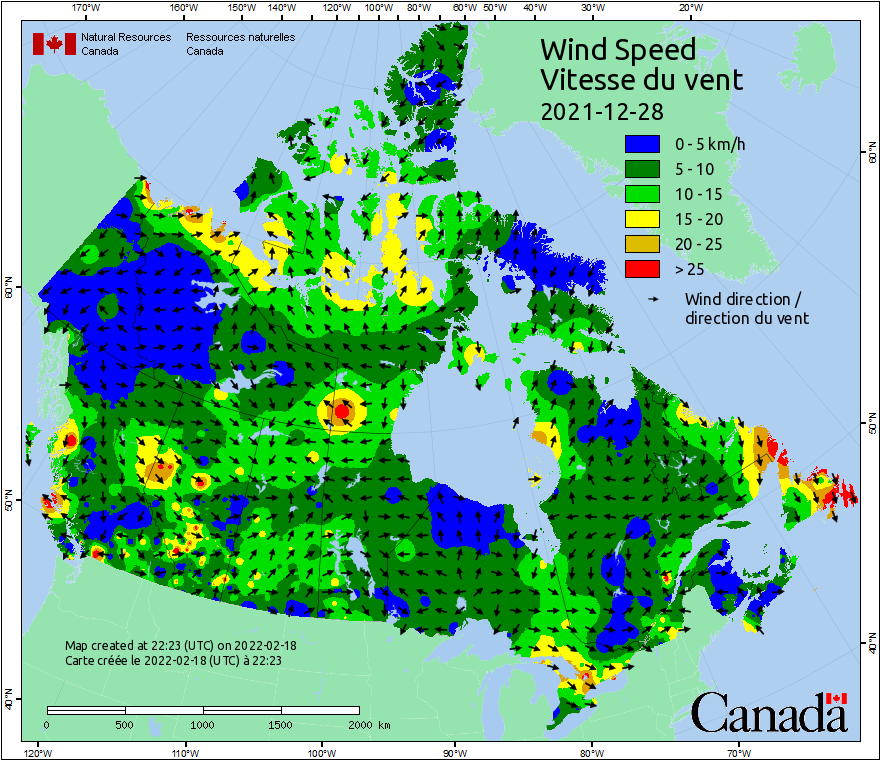 170°W 160°W 150°W 140°W 130°W 120°W 110°W 100°W 90°W 80°W 70°W 60°W 50°W 40°W 30°W 20°W
Natural Resources Canada
Ressources naturelles Canada
Wind Speed
Vitesse du vent
2021-12-28
0 - 5 km/h
5 - 10
10 - 15
15 - 20
20 - 25
> 25
Wind direction /
direction du vent
60°N
60°N
50°N
50°N
40°N
40°N
Map created at 22:23 (UTC) on 2022-02-18
Carte créée le 2022-02-18 (UTC) à 22:23
0 500 1000 1500 2000 km
Canada
120°W 110°W 100°W 90°W 80°W 70°W